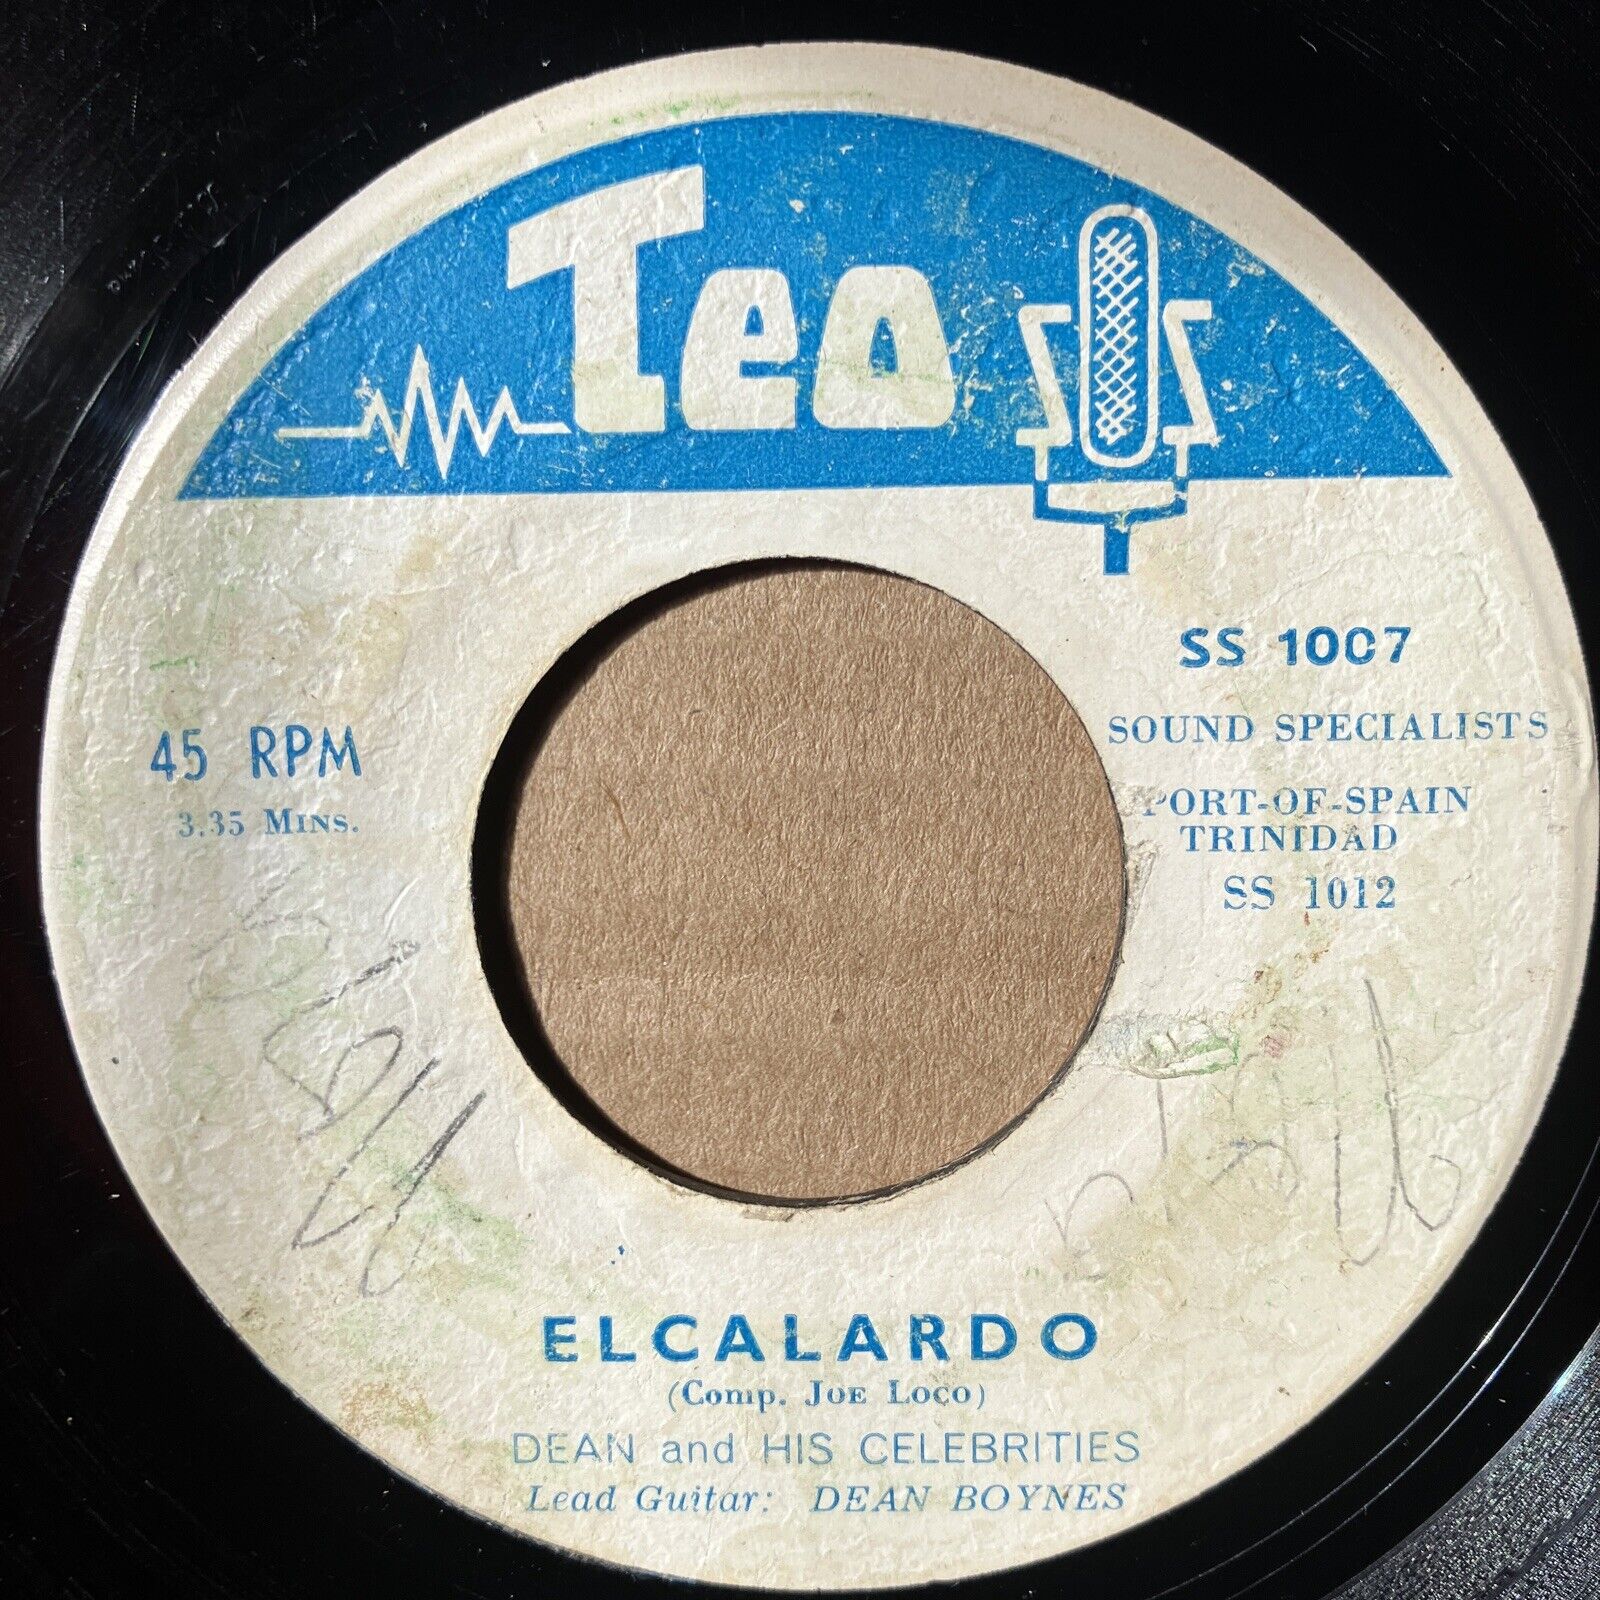 Teo
SS 1007
45 RPM
SOUND SPECIALISTS
3.35 MINS.
PORT-OF-SPAIN
TRINIDAD
SS 1012
ELCALARDO
(Comp. JOE LOCO)
DEAN and HIS CELEBRITIES
Lead Guitar: DEAN BOYNES